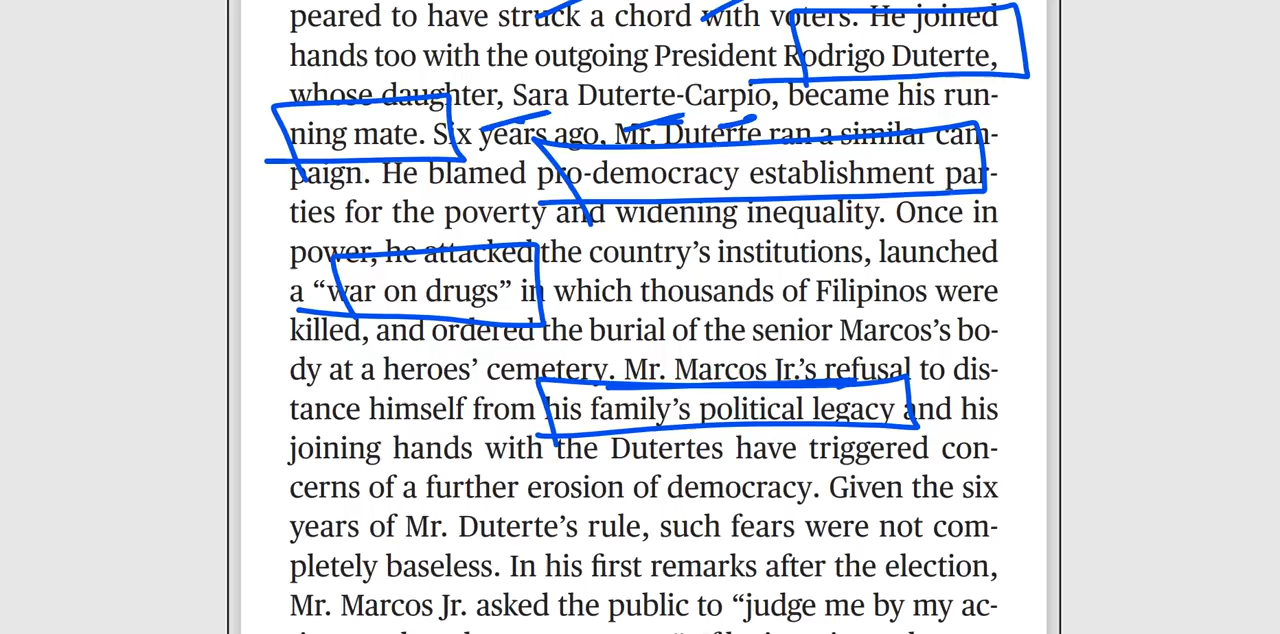 peared to have struck a chord with voters. He joined
hands too with the outgoing President Rodrigo Duterte,
whose daughter, Sara Duterte-Carpio, became his run-
ning mate. Six years ago, Mr. Duterte ran a similar cam-
paign. He blamed pro-democracy establishment par-
ties for the poverty and widening inequality. Once in
power, he attacked the country’s institutions, launched
a “war on drugs” in which thousands of Filipinos were
killed, and ordered the burial of the senior Marcos’s bo-
dy at a heroes’ cemetery. Mr. Marcos Jr.’s refusal to dis-
tance himself from his family’s political legacy and his
joining hands with the Dutertes have triggered con-
cerns of a further erosion of democracy. Given the six
years of Mr. Duterte’s rule, such fears were not com-
pletely baseless. In his first remarks after the election,
Mr. Marcos Jr. asked the public to “judge me by my ac-